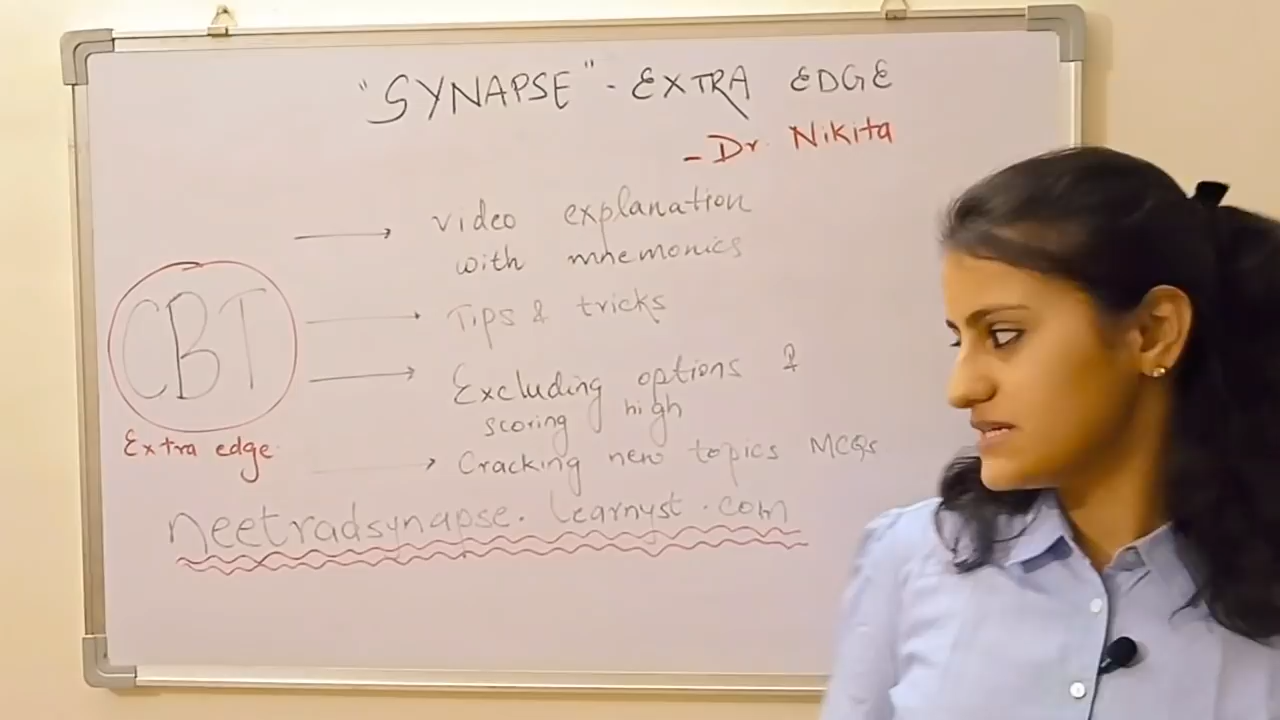 "SYNAPSE" - EXTRA EDGE
- Dr. Nikita
video explanation
with mnemonics
Tips & tricks
CBT
Excluding options &
scoring high
Extra edge
Cracking new topics MCQs
neetradsynapse.learnyst.com